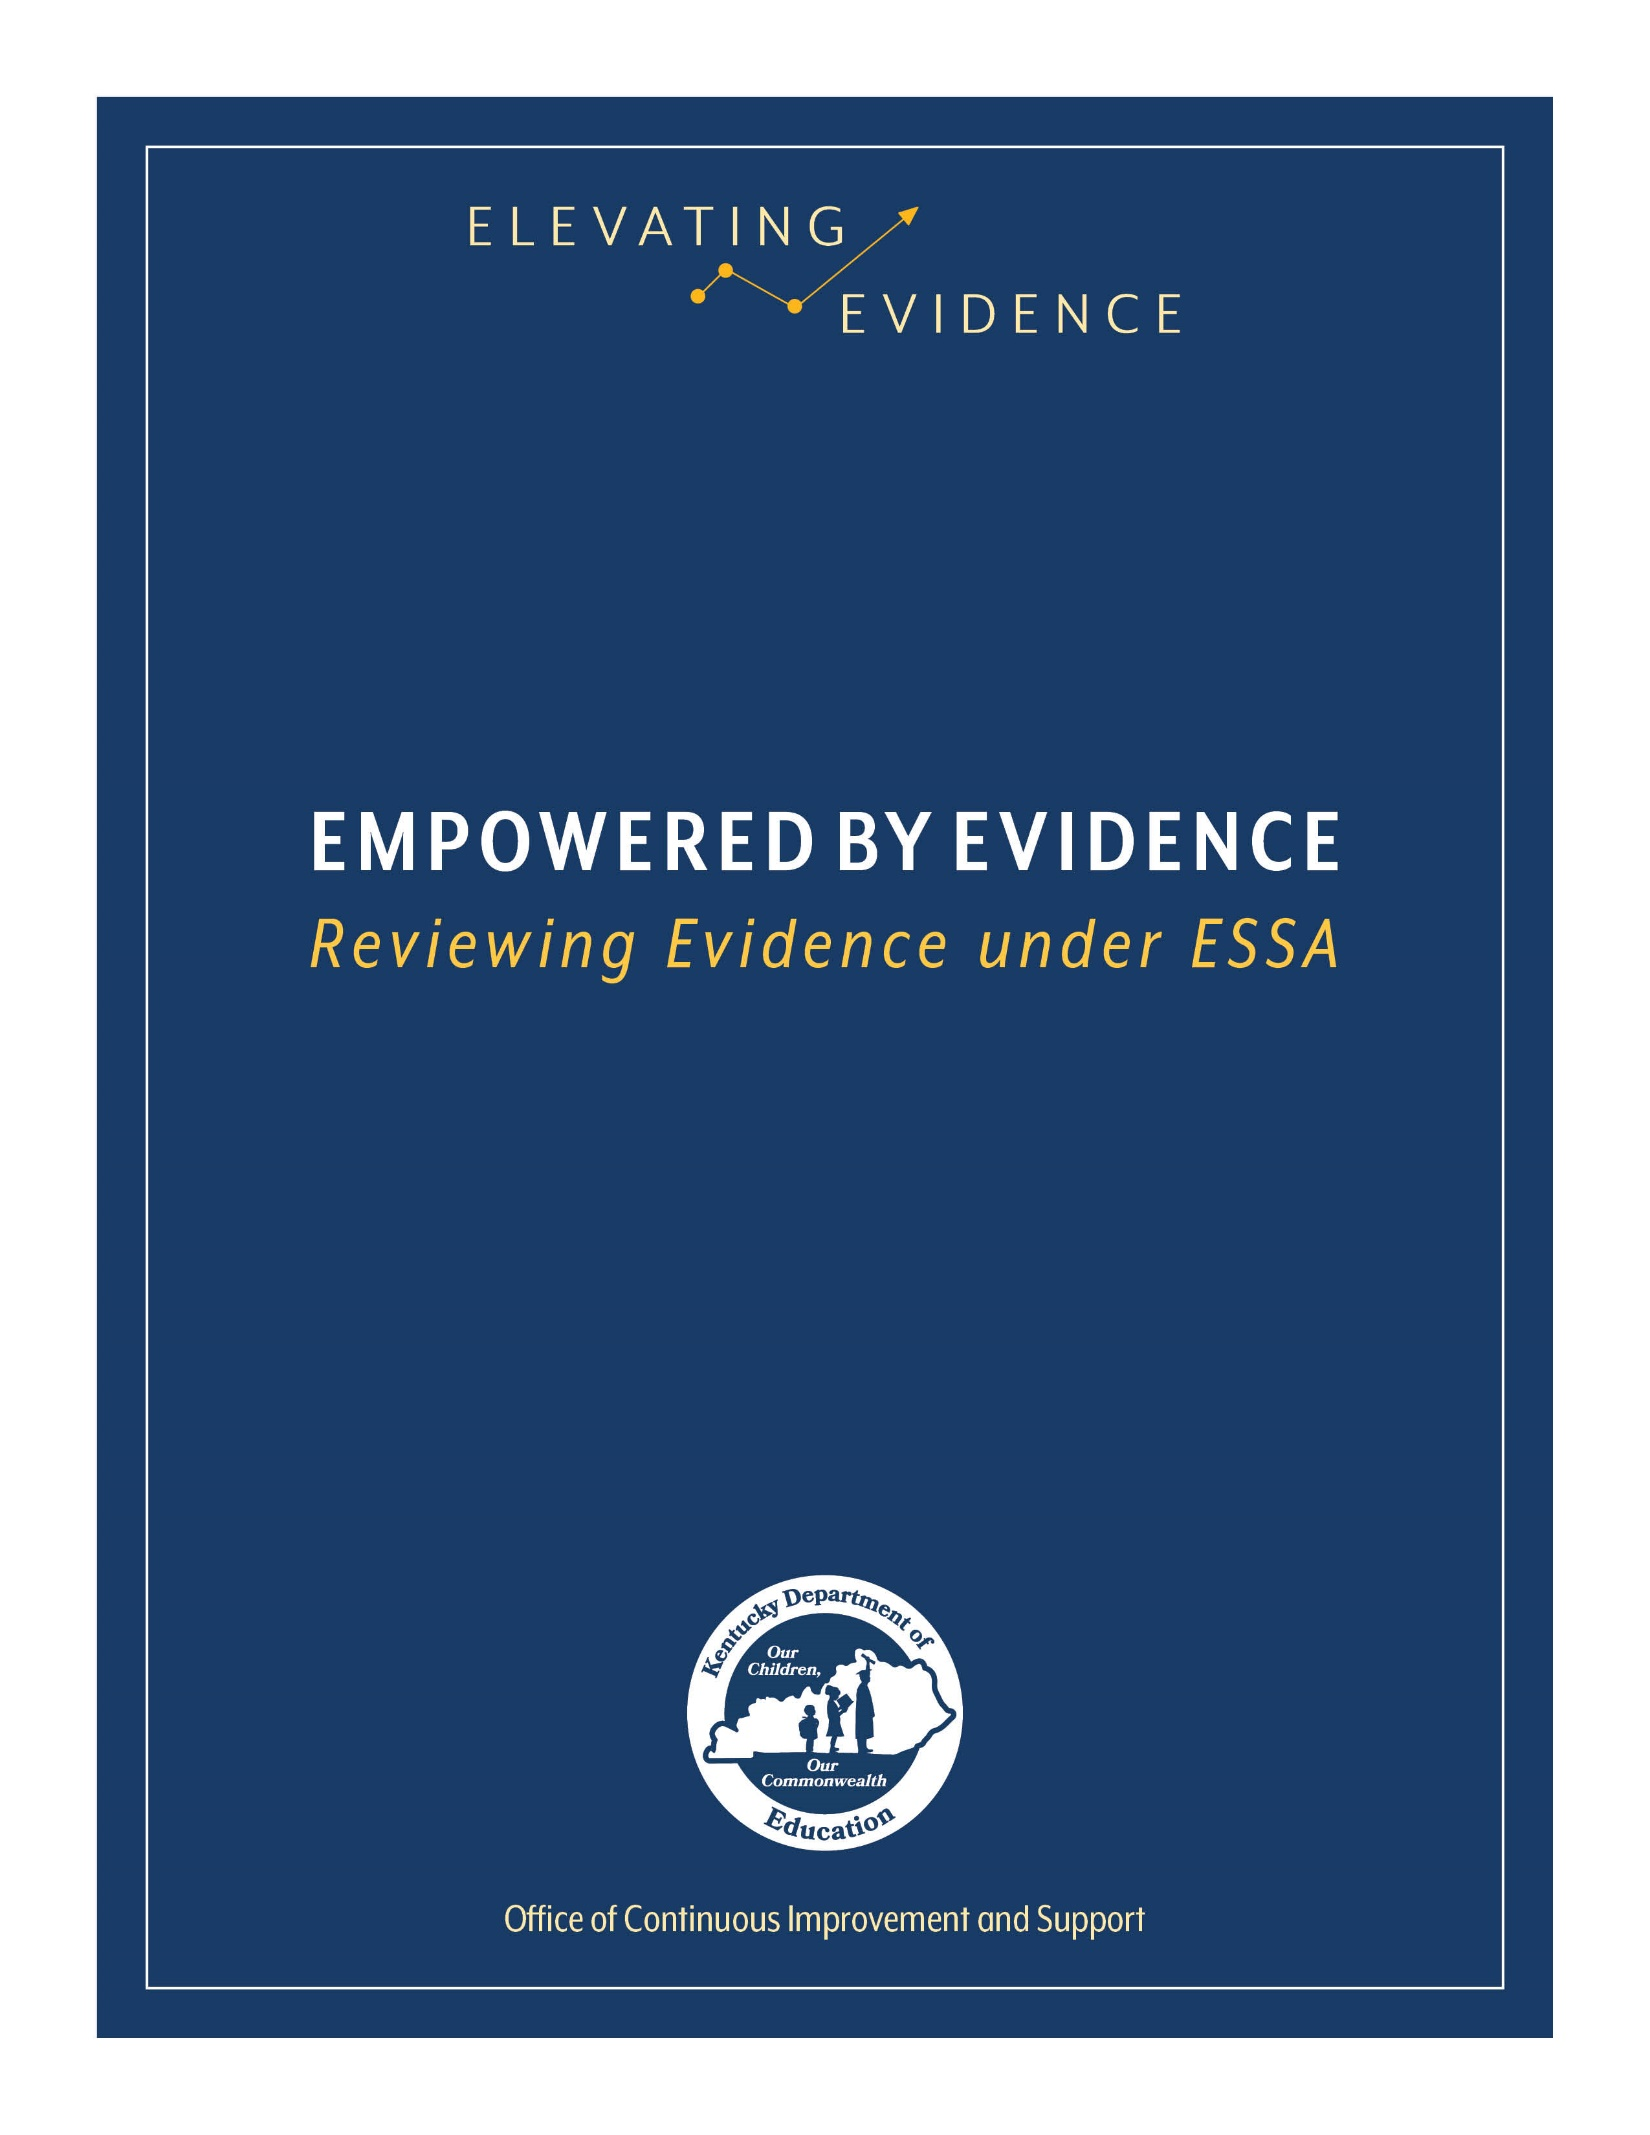 ELEVATING
EVIDENCE
EMPOWERED BY EVIDENCE
Reviewing Evidence under ESSA
Kentucky Department of
Our
Children,
Our
Commonwealth
Education
Office of Continuous Improvement and Support